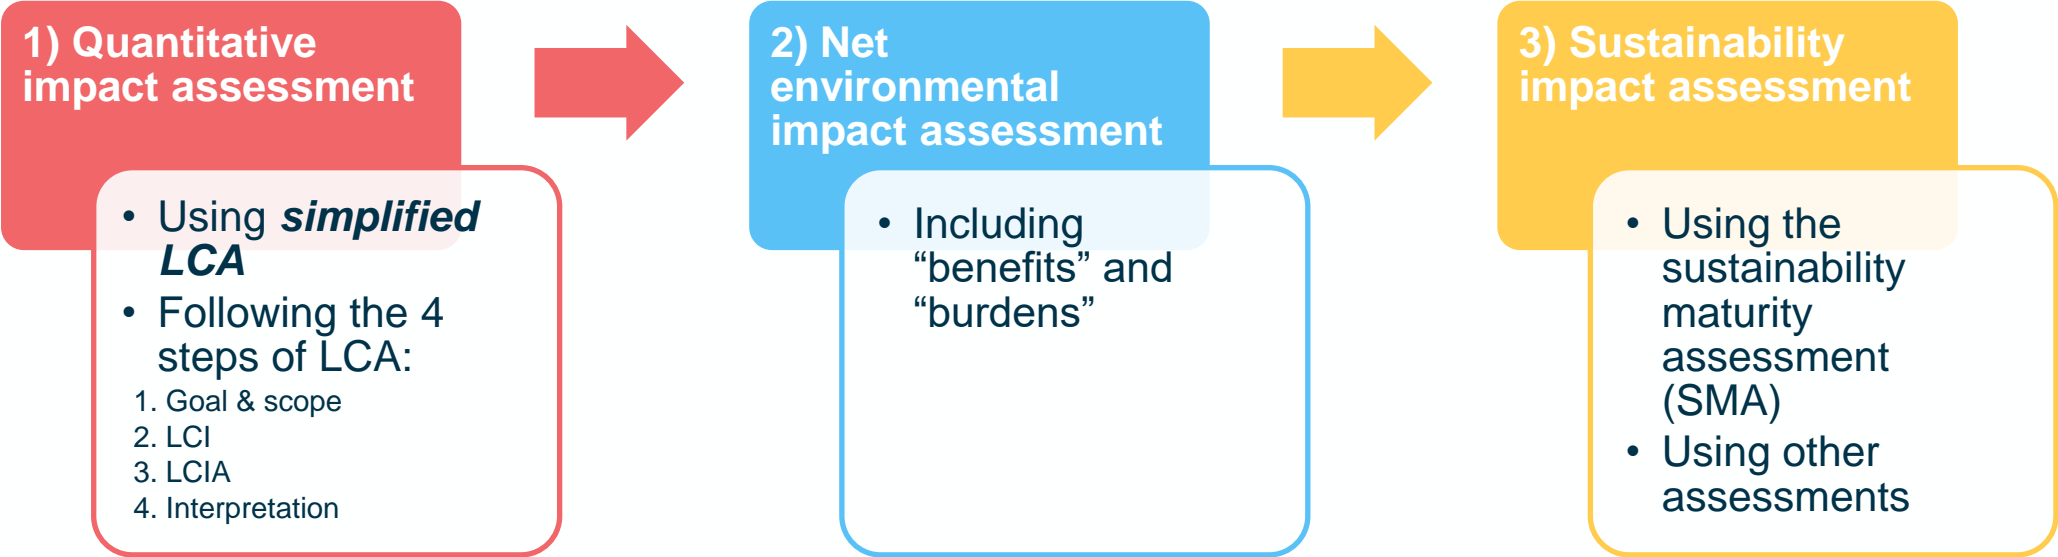 1) Quantitative
impact assessment
• Using simplified
LCA
• Following the 4
steps of LCA:
1. Goal & scope
2. LCI
3. LCIA
4. Interpretation
2) Net
environmental
impact assessment
• Including
“benefits” and
“burdens”
3) Sustainability
impact assessment
• Using the
sustainability
maturity
assessment
(SMA)
• Using other
assessments